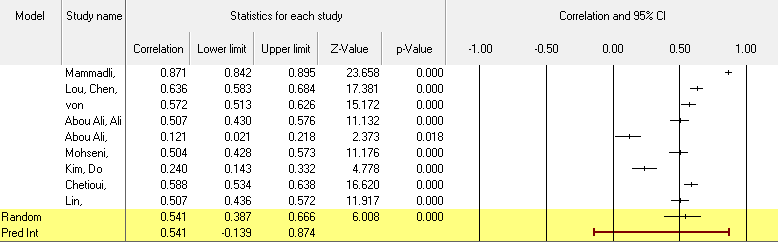 Model Study name Statistics for each study Correlation and 95% CI
Correlation Lower limit Upper limit Z-Value p-Value -1.00 -0.50 0.00 0.50 1.00
Mammadli, 0.871 0.842 0.895 23.658 0.000
Lou, Chen, 0.636 0.583 0.684 17.381 0.000
von 0.572 0.513 0.626 15.172 0.000
Abou Ali, Ali 0.507 0.430 0.576 11.132 0.000
Abou Ali, 0.121 0.021 0.218 2.373 0.018
Mohseni, 0.504 0.428 0.573 11.176 0.000
Kim, Do 0.240 0.143 0.332 4.778 0.000
Chetioui, 0.588 0.534 0.638 16.620 0.000
Lin, 0.507 0.436 0.572 11.917 0.000
Random 0.541 0.387 0.666 6.008 0.000
Pred Int 0.541 -0.139 0.874